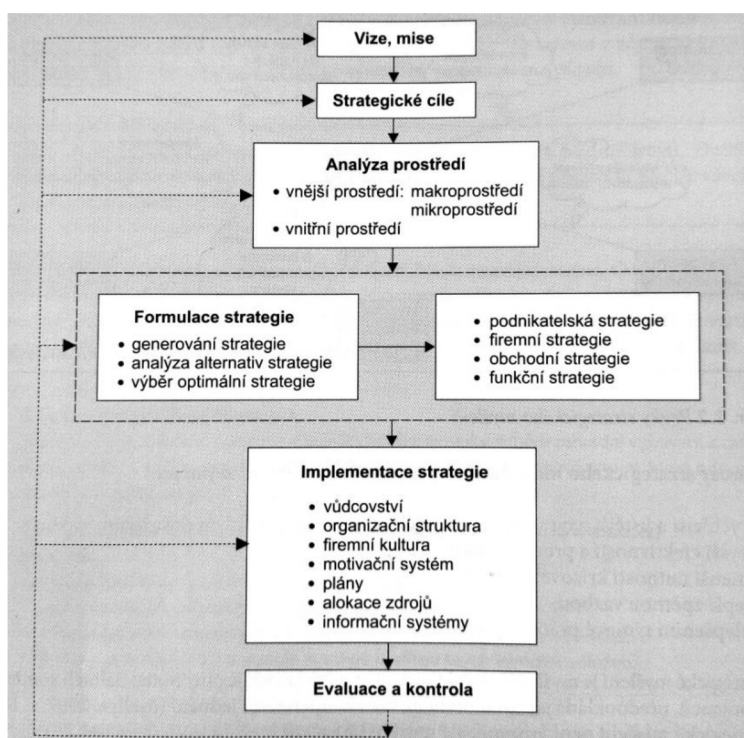 Vize, mise
Strategické cíle
Analýza prostředí
• vnější prostředí: makroprostředí
mikroprostředí
• vnitřní prostředí
Formulace strategie
• generování strategie
• analýza alternativ strategie
• výběr optimální strategie
• podnikatelská strategie
• firemní strategie
• obchodní strategie
• funkční strategie
Implementace strategie
• vůdcovství
• organizační struktura
• firemní kultura
• motivační systém
• plány
• alokace zdrojů
• informační systémy
Evaluace a kontrola